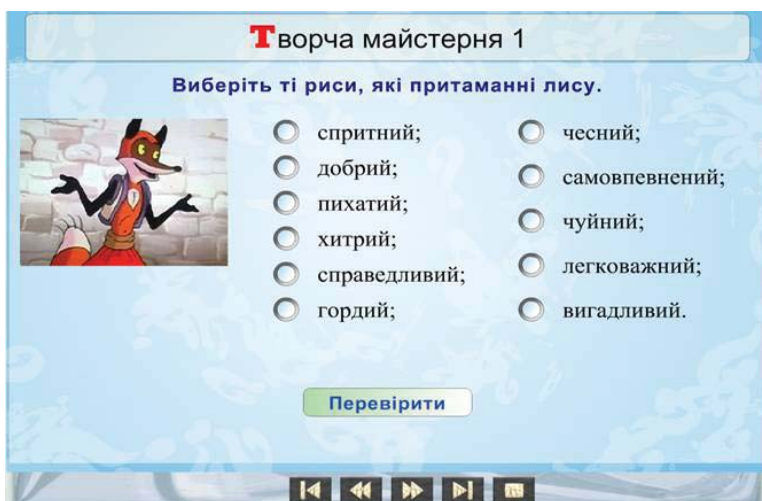 Творча майстерня 1
Виберіть ті риси, які притаманні лису.
спритний;
добрий;
пихатий;
хитрий;
справедливий;
гордий;
чесний;
самовпевнений;
чуйний;
легковажний;
вигадливий.
Перевірити